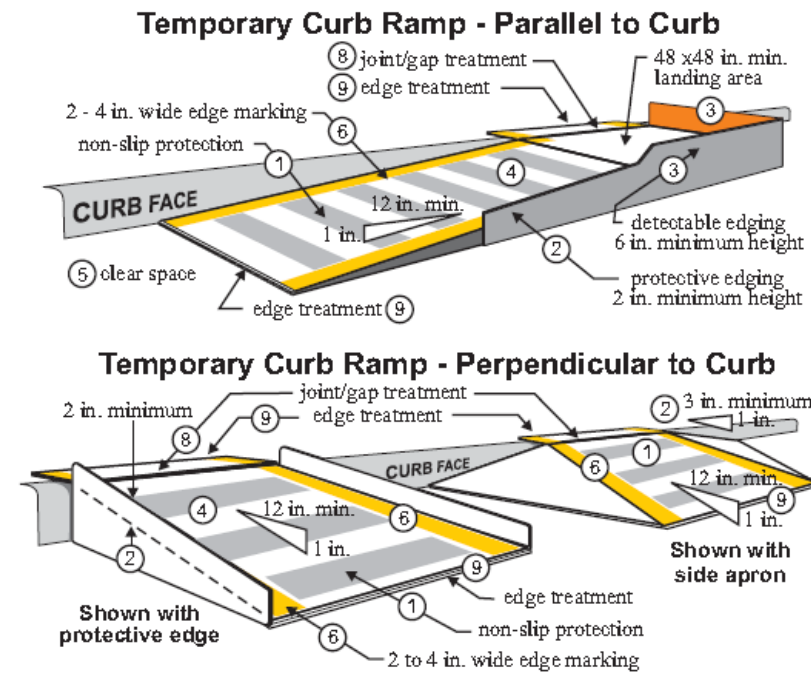 Temporary Curb Ramp - Parallel to Curb
8 joint/gap treatment
9 edge treatment
48 x48 in. min.
landing area
3
2 - 4 in. wide edge marking
6
non-slip protection
1
4
3
CURB FACE
12 in. min.
1 in.
detectable edging
6 in. minimum height
5 clear space
2
protective edging
2 in. minimum height
edge treatment 9
Temporary Curb Ramp - Perpendicular to Curb
joint/gap treatment
2 in. minimum
9 edge treatment
8
2 3 in. minimum
1 in.
CURB FACE
1
6
4
6
12 in. min.
1 in.
12 in. min.
9
1 in.
2
9
Shown with
side apron
Shown with
protective edge
1
edge treatment
non-slip protection
6
2 to 4 in. wide edge marking